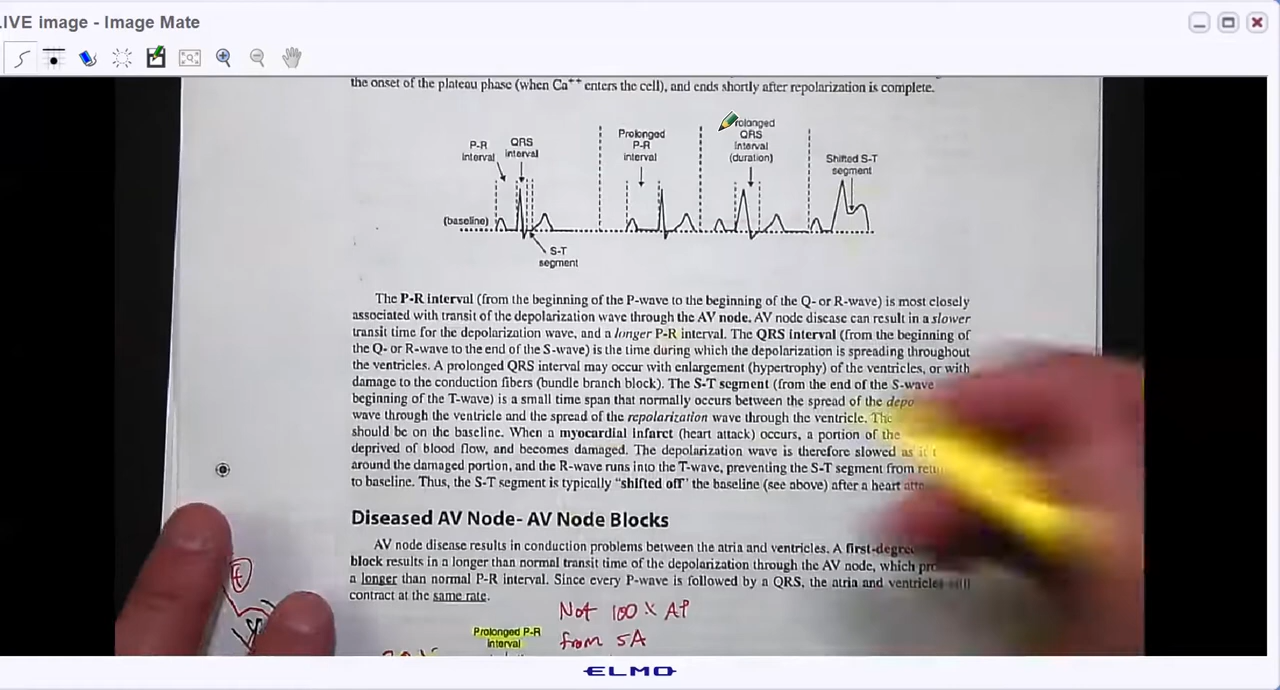 LIVE image - Image Mate
the onset of the plateau phase (when Ca++ enters the cell), and ends shortly after repolarization is complete.
P-R
interval
QRS
interval
Prolonged
P-R
interval
rolonged
QRS
interval
(duration)
Shifted S-T
segment
(baseline)
S-T
segment
The P-R interval (from the beginning of the P-wave to the beginning of the Q- or R-wave) is most closely
associated with transit of the depolarization wave through the AV node. AV node disease can result in a slower
transit time for the depolarization wave, and a longer P-R interval. The QRS interval (from the beginning of
the Q- or R-wave to the end of the S-wave) is the time during which the depolarization is spreading throughout
the ventricles. A prolonged QRS interval may occur with enlargement (hypertrophy) of the ventricles, or with
damage to the conduction fibers (bundle branch block). The S-T segment (from the end of the S-wave
beginning of the T-wave) is a small time span that normally occurs between the spread of the depo
wave through the ventricle and the spread of the repolarization wave through the ventricle. The
should be on the baseline. When a myocardial infarct (heart attack) occurs, a portion of the
deprived of blood flow, and becomes damaged. The depolarization wave is therefore slowed as it
around the damaged portion, and the R-wave runs into the T-wave, preventing the S-T segment from
to baseline. Thus, the S-T segment is typically "shifted off" the baseline (see above) after a heart
Diseased AV Node- AV Node Blocks
AV node disease results in conduction problems between the atria and ventricles. A first-degree
block results in a longer than normal transit time of the depolarization through the AV node, which
a longer than normal P-R interval. Since every P-wave is followed by a QRS, the atria and ventricles still
contract at the same rate.
Not 100% AP
from SA
Prolonged P-R
interval
ELMO